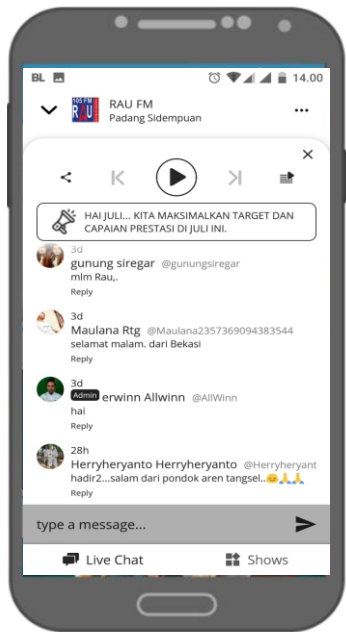 BL 14.00
105 FM
RAU
RAU FM
Padang Sidempuan
HAI JULI... KITA MAKSIMALKAN TARGET DAN
CAPAIAN PRESTASI DI JULI INI.
3d
gunung siregar @gunungsiregar
mlm Rau,.
Reply
3d
Maulana Rtg @Maulana2357369094383544
selamat malam. dari Bekasi
Reply
3d
Admin erwinn Allwinn @AllWinn
hai
Reply
28h
Herryheryanto Herryheryanto @Herryheryant
hadir2...salam dari pondok aren tangsel..😊🙏🙏
Reply
type a message...
Live Chat Shows